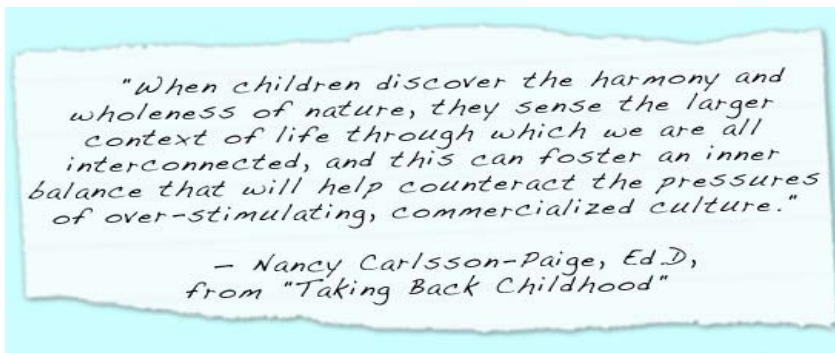 "When children discover the harmony and
wholeness of nature, they sense the larger
context of life through which we are all
interconnected, and this can foster an inner
balance that will help counteract the pressures
of over-stimulating, commercialized culture."
– Nancy Carlsson-Paige, Ed.D,
from "Taking Back Childhood"